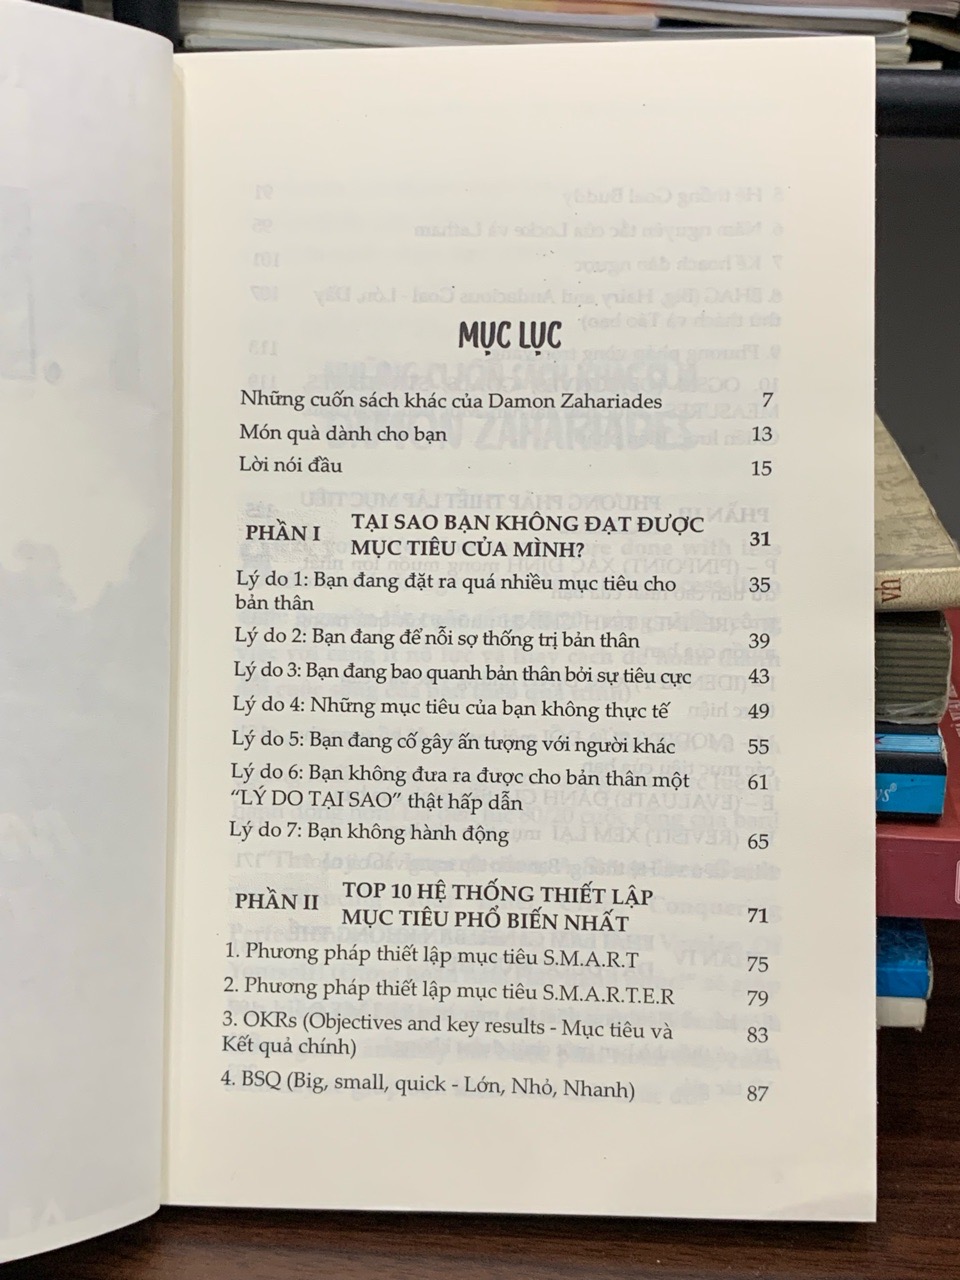 MỤC LỤC
Những cuốn sách khác của Damon Zahariades 7
Món quà dành cho bạn 13
Lời nói đầu 15
PHẦN I TẠI SAO BẠN KHÔNG ĐẠT ĐƯỢC
MỤC TIÊU CỦA MÌNH? 31
Lý do 1: Bạn đang đặt ra quá nhiều mục tiêu cho 35
bản thân
Lý do 2: Bạn đang để nỗi sợ thống trị bản thân 39
Lý do 3: Bạn đang bao quanh bản thân bởi sự tiêu cực 43
Lý do 4: Những mục tiêu của bạn không thực tế 49
Lý do 5: Bạn đang cố gây ấn tượng với người khác 55
Lý do 6: Bạn không đưa ra được cho bản thân một 61
“LÝ DO TẠI SAO” thật hấp dẫn
Lý do 7: Bạn không hành động 65
PHẦN II TOP 10 HỆ THỐNG THIẾT LẬP
MỤC TIÊU PHỔ BIẾN NHẤT 71
1. Phương pháp thiết lập mục tiêu S.M.A.R.T 75
2. Phương pháp thiết lập mục tiêu S.M.A.R.T.E.R 79
3. OKRs (Objectives and key results - Mục tiêu và 83
Kết quả chính)
4. BSQ (Big, small, quick - Lớn, Nhỏ, Nhanh) 87
vh